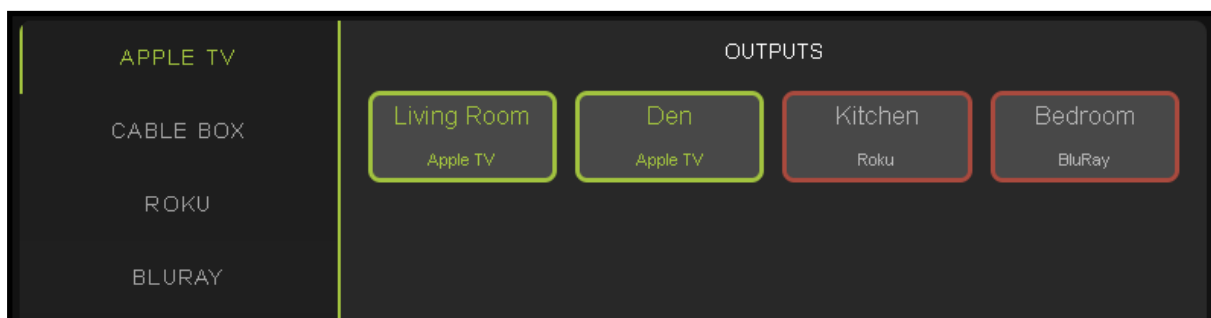 APPLE TV
CABLE BOX
ROKU
BLURAY
OUTPUTS
Living Room
Apple TV
Den
Apple TV
Kitchen
Roku
Bedroom
BluRay